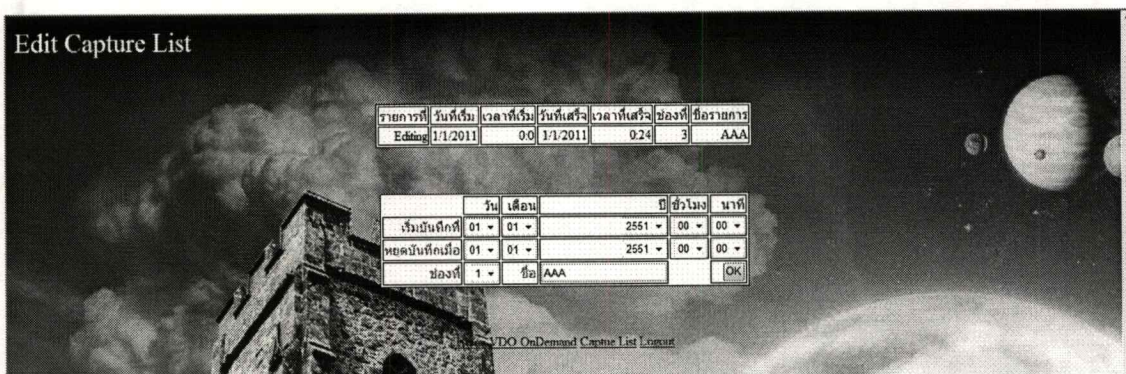 Edit Capture List
รายการที่ วันที่เริ่ม เวลาที่เริ่ม วันที่เสร็จ เวลาที่เสร็จ ช่องที่ ชื่อรายการ
Editing 1/1/2011 0:0 1/1/2011 0:24 3 AAA
วัน เดือน ปี ชั่วโมง นาที
เริ่มบันทึกที่ 01 01 2551 00 00
หยุดบันทึกเมื่อ 01 01 2551 00 00
ช่องที่ 1 ชื่อ AAA OK
VDO OnDemand Captue List Logout